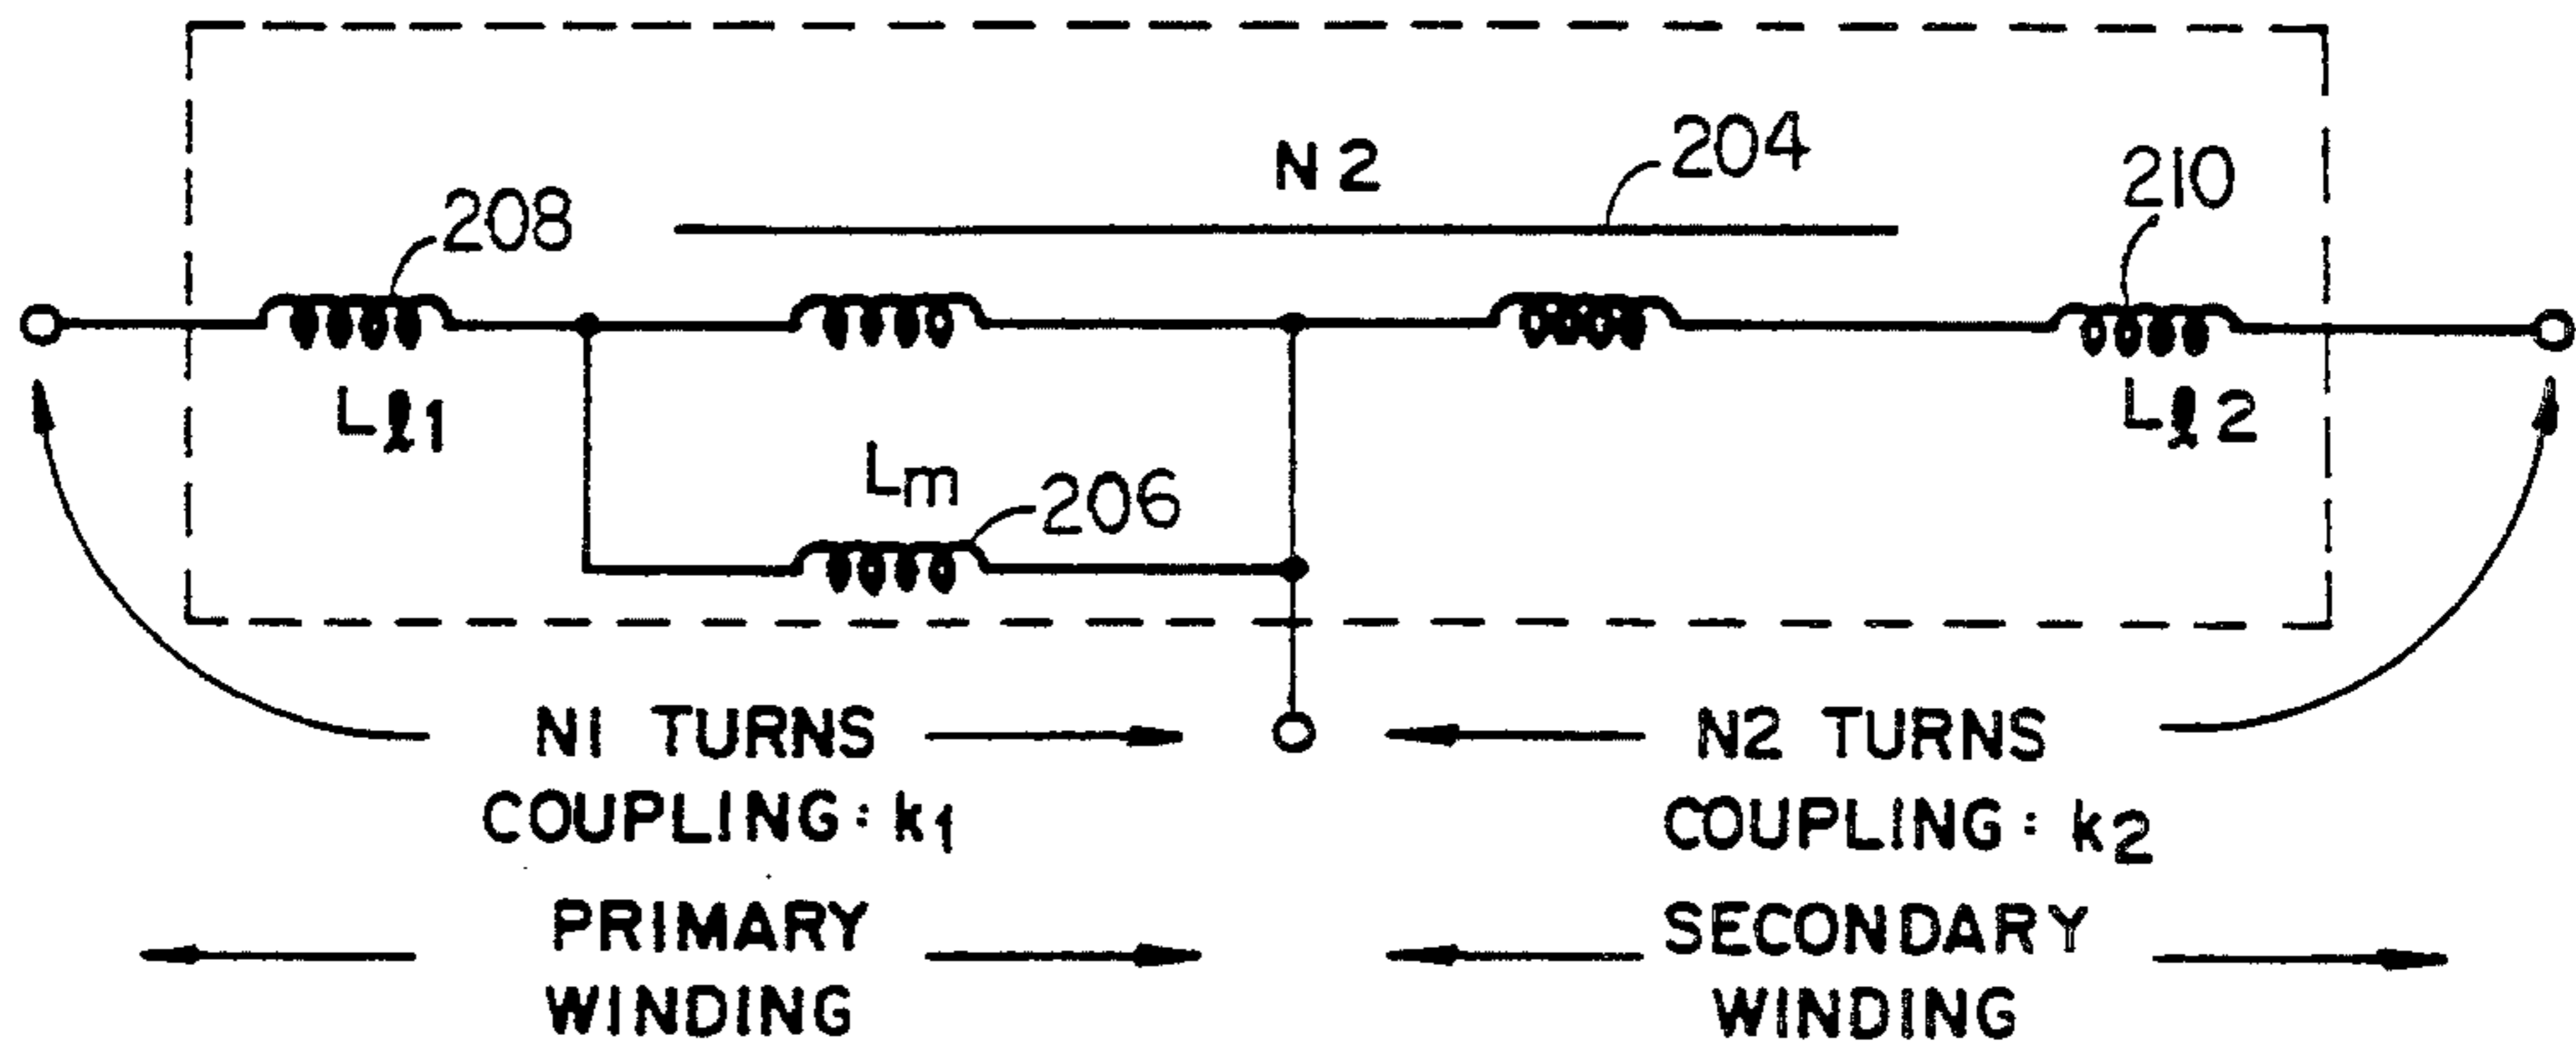 N2
204
210
208
Lℓ1
Lℓ2
Lm
206
N1 TURNS
COUPLING: k1
N2 TURNS
COUPLING: k2
PRIMARY
WINDING
SECONDARY
WINDING